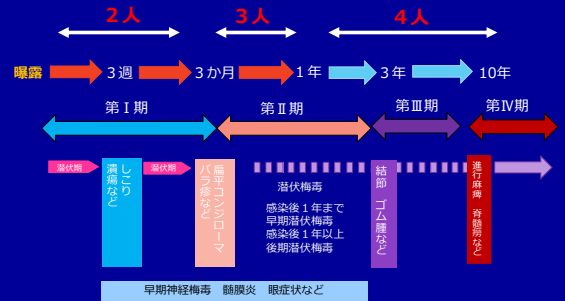 2人 3人 4人
曝露 3週 3か月 1年 3年 10年
第Ⅰ期 第Ⅱ期 第Ⅲ期 第Ⅳ期
潜伏期
しこり
潰瘍など
潜伏期
扁平コンジローマ
バラ疹など
潜伏梅毒
感染後1年まで
早期潜伏梅毒
感染後1年以上
後期潜伏梅毒
結節 ゴム腫など
進行麻痺 脊髄癆など
早期神経梅毒 髄膜炎 眼症状など